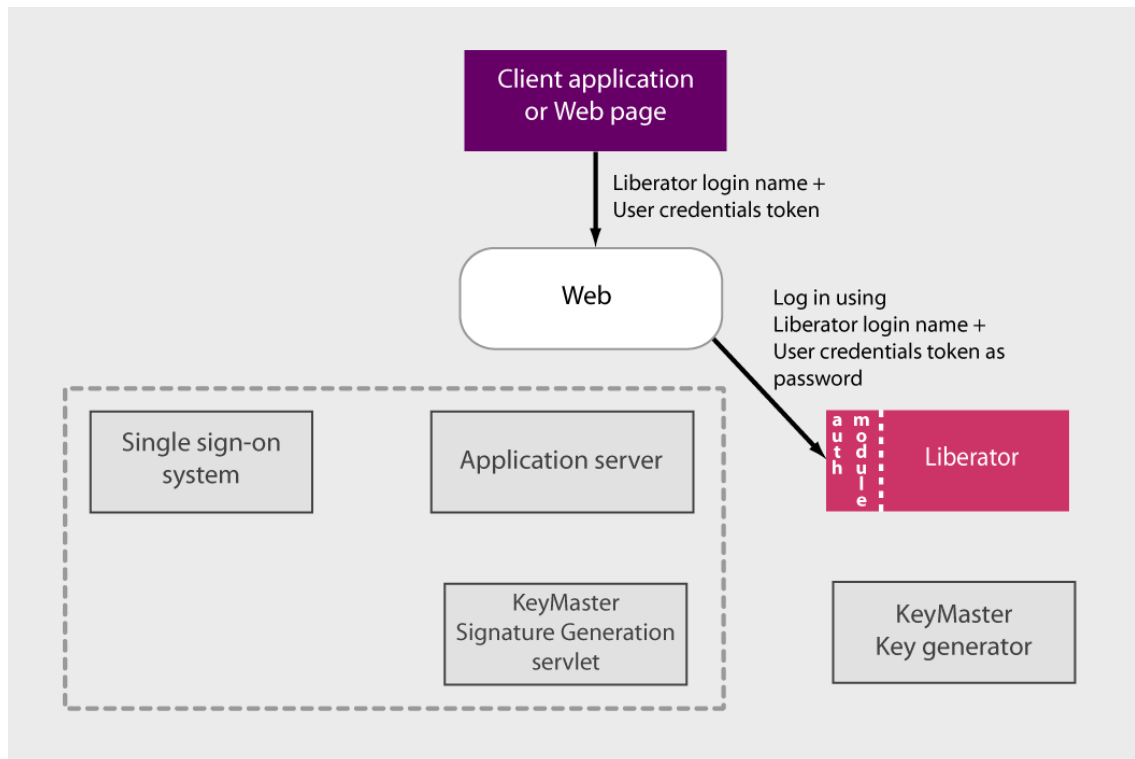 Client application
or Web page
Liberator login name +
User credentials token
Web
Log in using
Liberator login name +
User credentials token as
password
Single sign-on
system
Application server
auth
module
Liberator
KeyMaster
Signature Generation
servlet
KeyMaster
Key generator